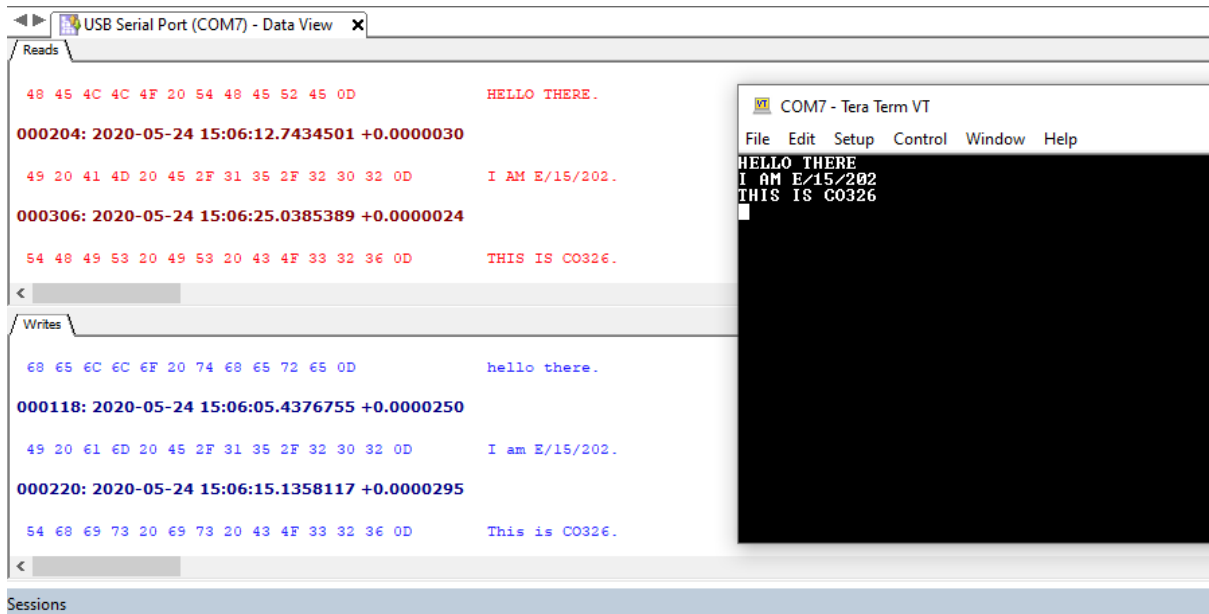 USB Serial Port (COM7) - Data View
Reads
48 45 4C 4C 4F 20 54 48 45 52 45 0D HELLO THERE.
000204: 2020-05-24 15:06:12.7434501 +0.0000030
49 20 41 4D 20 45 2F 31 35 2F 32 30 32 0D I AM E/15/202.
000306: 2020-05-24 15:06:25.0385389 +0.0000024
54 48 49 53 20 49 53 20 43 4F 33 32 36 0D THIS IS CO326.
Writes
68 65 6C 6C 6F 20 74 68 65 72 65 0D hello there.
000118: 2020-05-24 15:06:05.4376755 +0.0000250
49 20 61 6D 20 45 2F 31 35 2F 32 30 32 0D I am E/15/202.
000220: 2020-05-24 15:06:15.1358117 +0.0000295
54 68 69 73 20 69 73 20 43 4F 33 32 36 0D This is CO326.
Sessions
VT COM7 - Tera Term VT
File Edit Setup Control Window Help
HELLO THERE
I AM E/15/202
THIS IS CO326